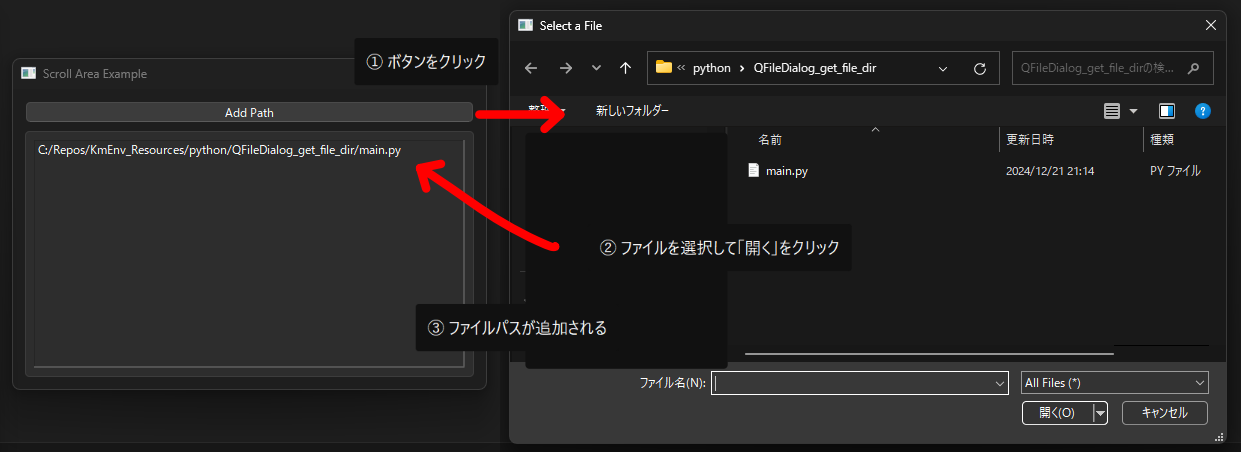 Scroll Area Example
① ボタンをクリック
Add Path
C:/Repos/KmEnv_Resources/python/QFileDialog_get_file_dir/main.py
Select a File
« python › QFileDialog_get_file_dir
QFileDialog_get_file_dirの検...
新しいフォルダー
名前
更新日時
種類
main.py
2024/12/21 21:14
PY ファイル
② ファイルを選択して「開く」をクリック
③ ファイルパスが追加される
ファイル名(N):
All Files (*)
開く(O)
キャンセル